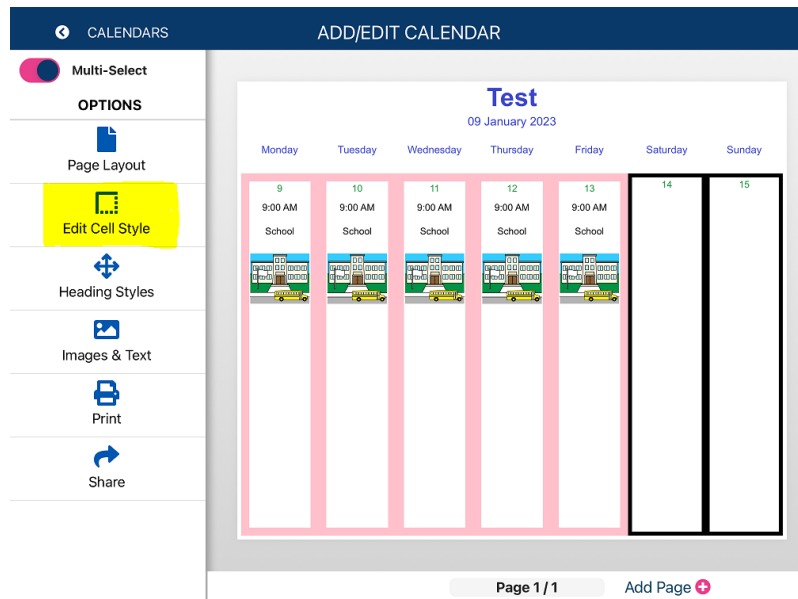 CALENDARS
ADD/EDIT CALENDAR
Multi-Select
OPTIONS
Page Layout
Edit Cell Style
Heading Styles
Images & Text
Print
Share
Test
09 January 2023
Monday Tuesday Wednesday Thursday Friday Saturday Sunday
9 10 11 12 13 14 15
9:00 AM 9:00 AM 9:00 AM 9:00 AM 9:00 AM
School School School School School
Page 1 / 1 Add Page